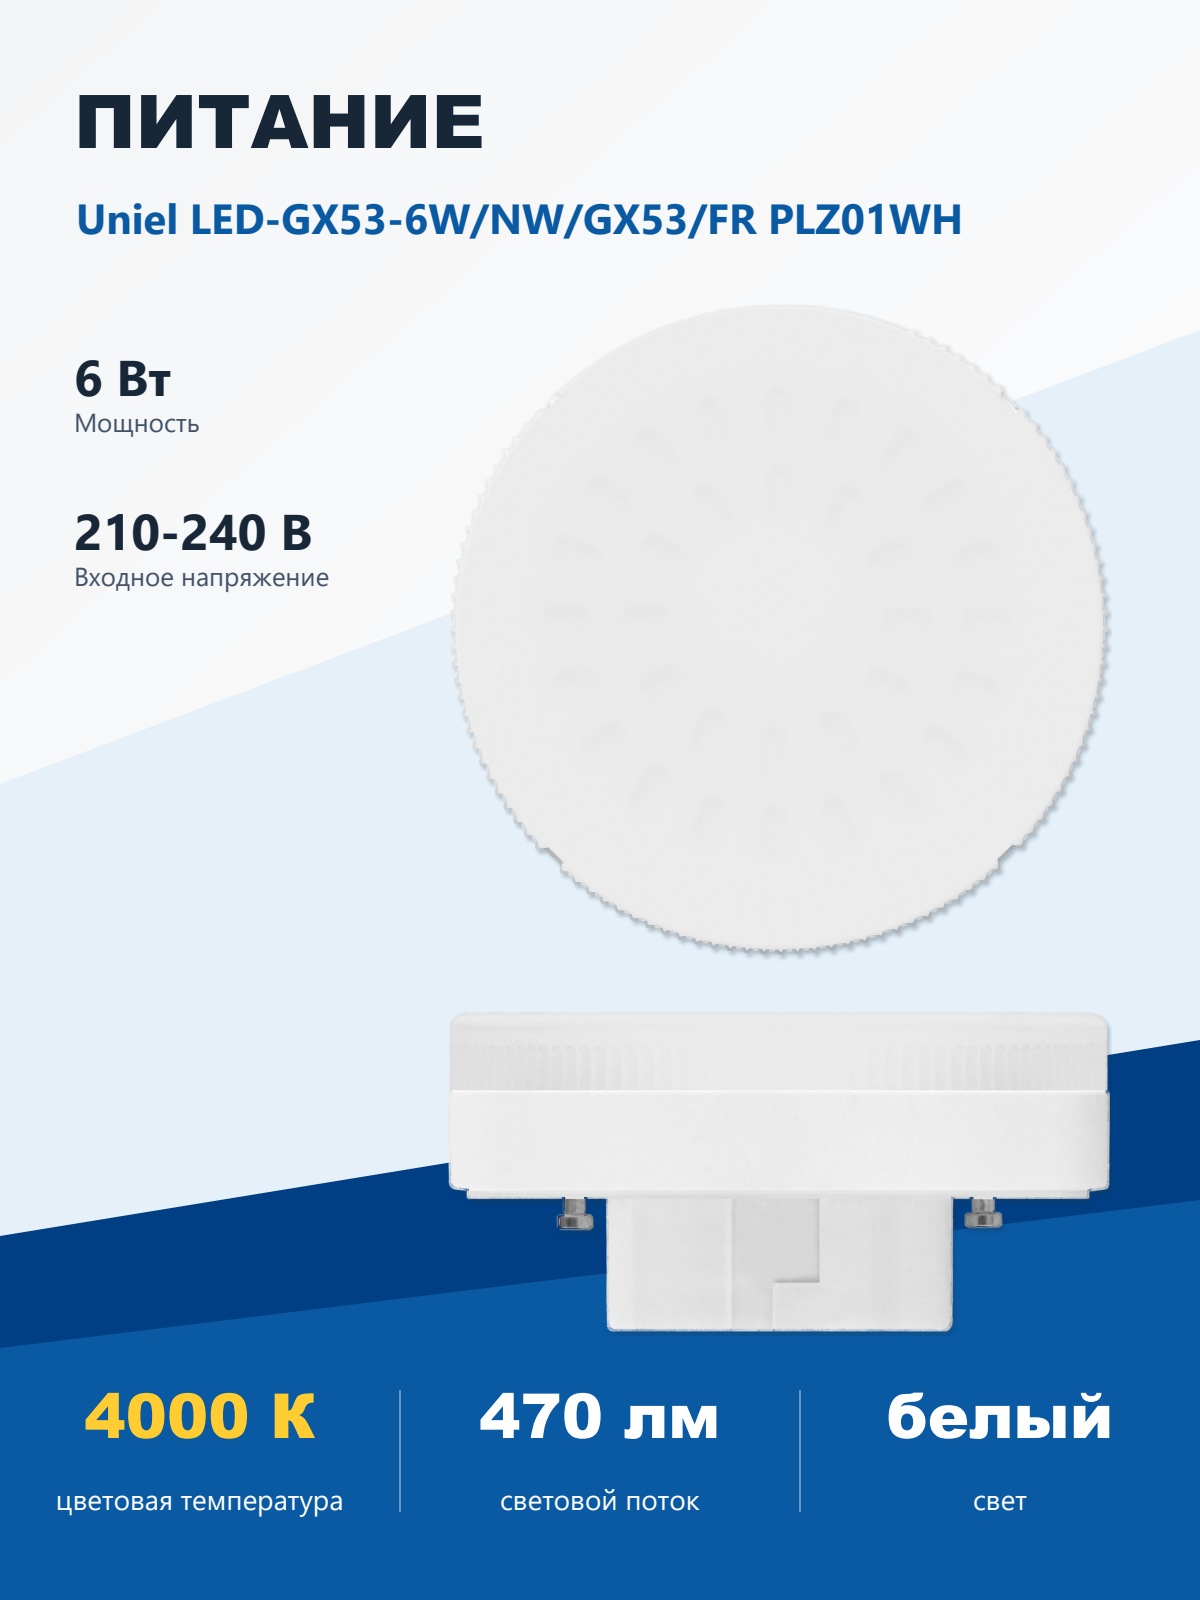 ПИТАНИЕ
Uniel LED-GX53-6W/NW/GX53/FR PLZ01WH
6 Вт
Мощность
210-240 В
Входное напряжение
4000 К
цветовая температура
470 лм
световой поток
белый
свет